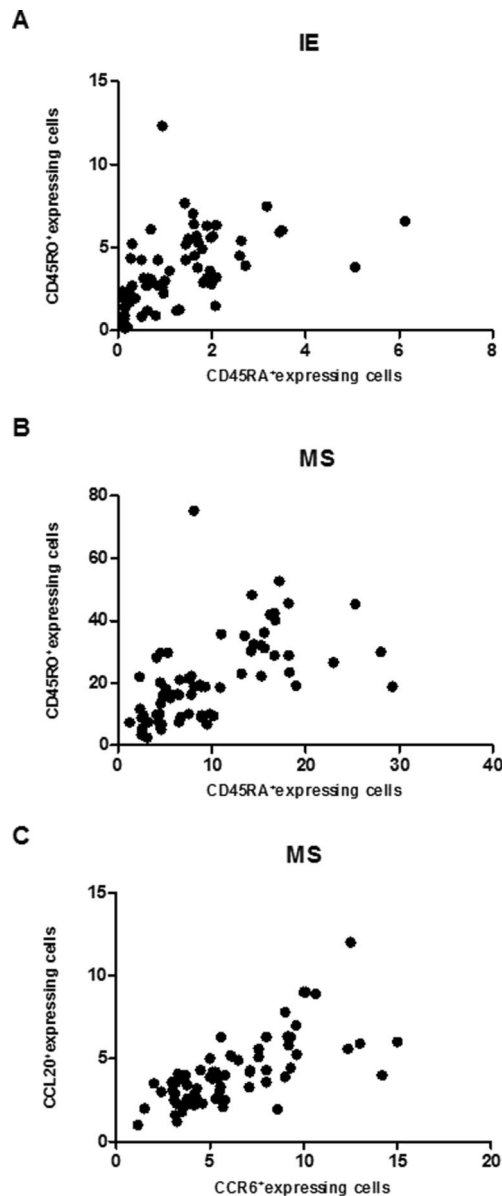 A
IE
15
10
5
0
CD45RO⁺expressing cells
0 2 4 6 8
CD45RA⁺expressing cells
B
MS
80
60
40
20
0
CD45RO⁺expressing cells
0 10 20 30 40
CD45RA⁺expressing cells
C
MS
15
10
5
0
CCL20⁺expressing cells
0 5 10 15 20
CCR6⁺expressing cells